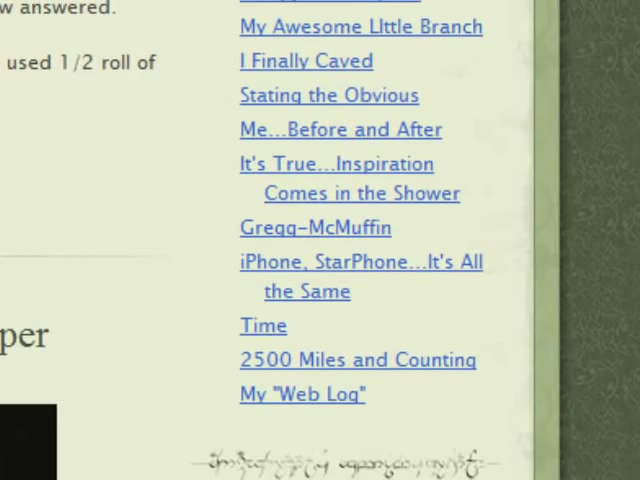 w answered.
used 1/2 roll of
per
My Awesome LIttle Branch
I Finally Caved
Stating the Obvious
Me...Before and After
It's True...Inspiration
Comes in the Shower
Gregg-McMuffin
iPhone, StarPhone...It's All
the Same
Time
2500 Miles and Counting
My "Web Log"